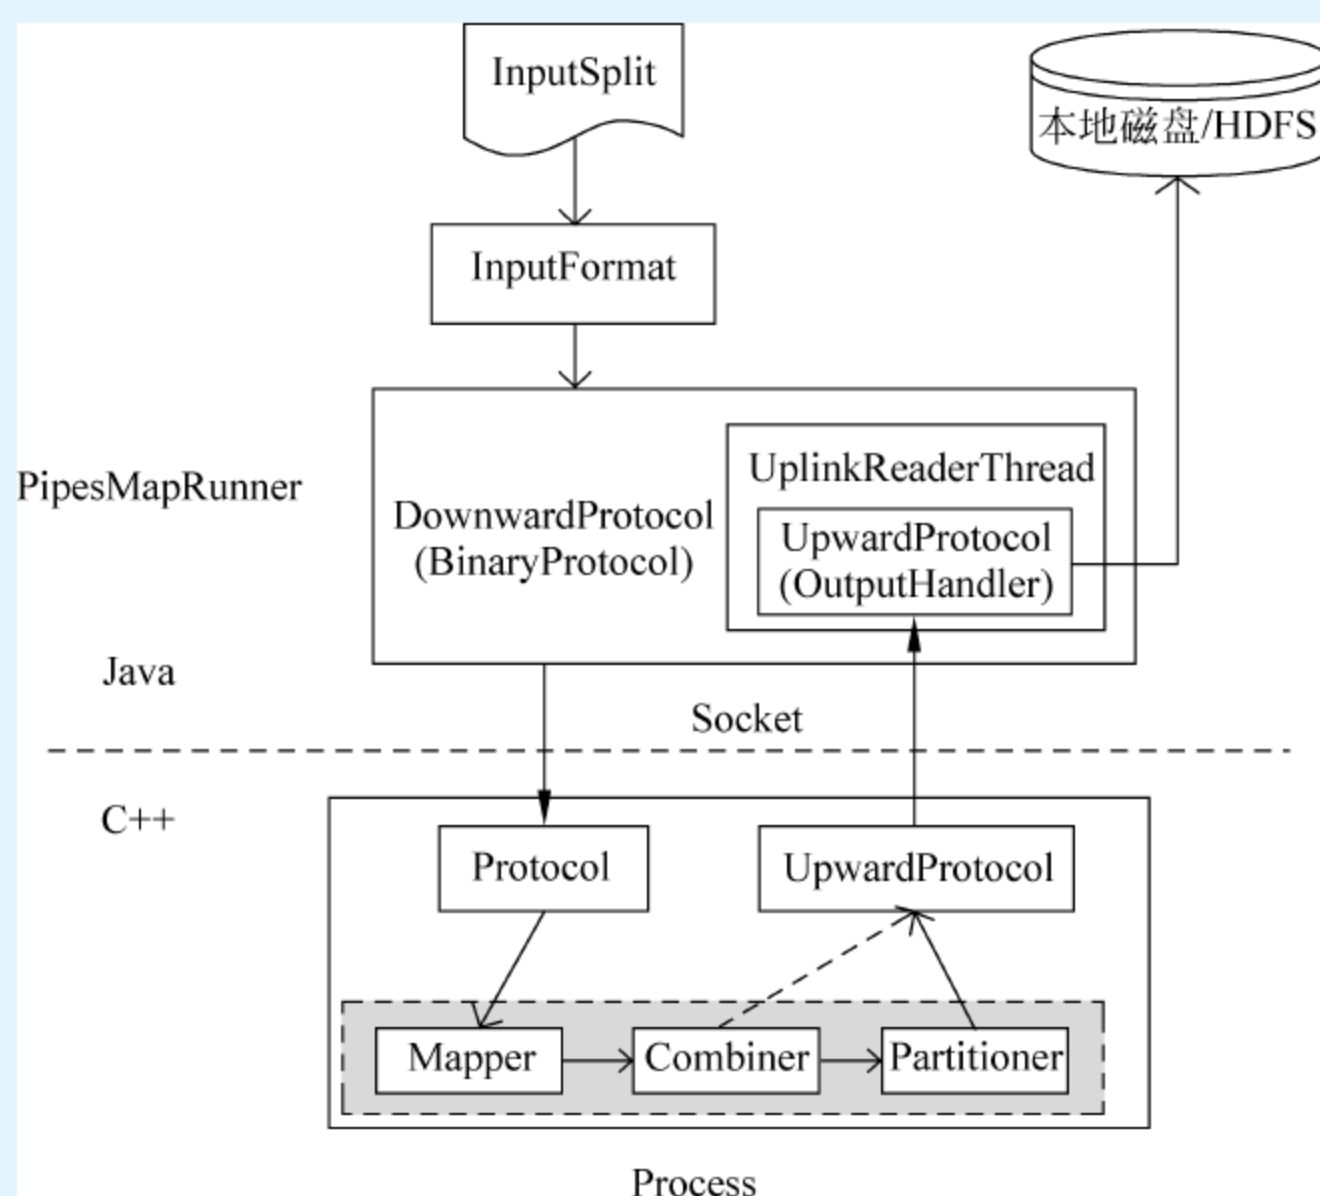 InputSplit
本地磁盘/HDFS
InputFormat
PipesMapRunner
DownwardProtocol
(BinaryProtocol)
UplinkReaderThread
UpwardProtocol
(OutputHandler)
Java
Socket
C++
Protocol
UpwardProtocol
Mapper
Combiner
Partitioner
Process